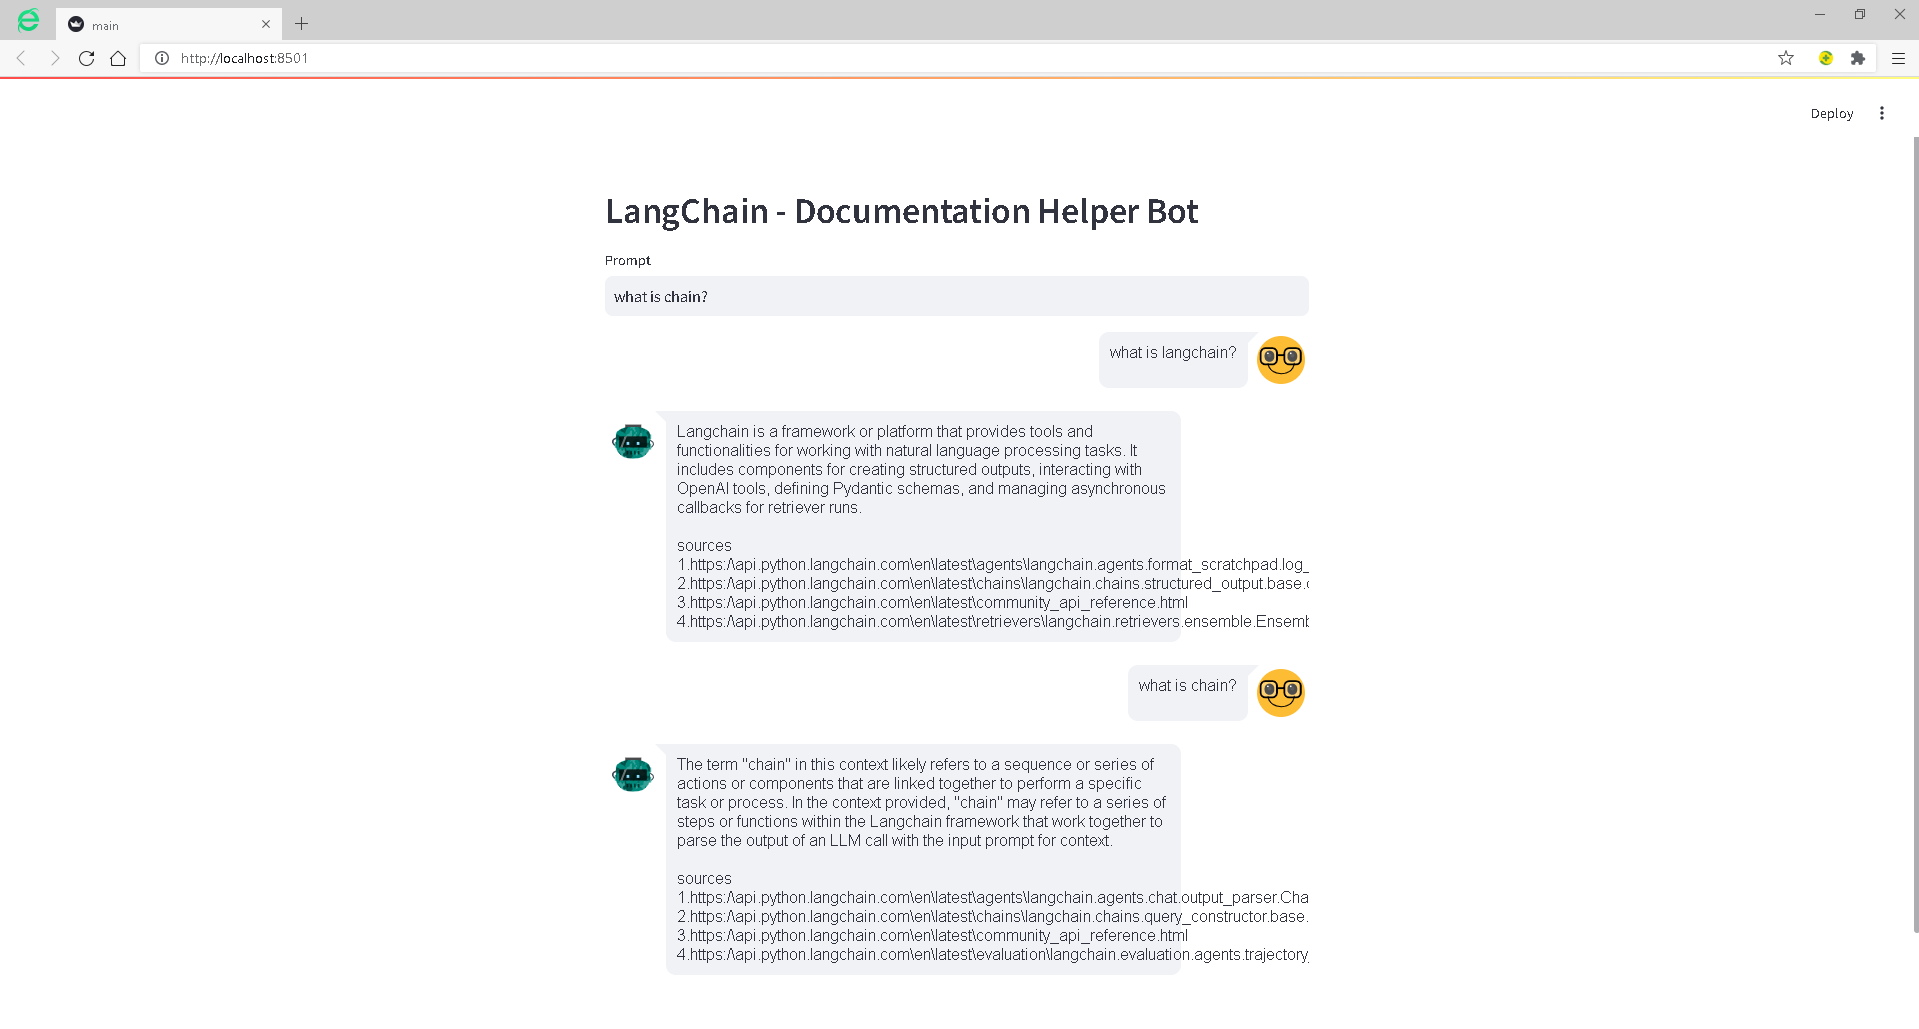 main
http://localhost:8501
Deploy
LangChain - Documentation Helper Bot
Prompt
what is chain?
what is langchain?
Langchain is a framework or platform that provides tools and
functionalities for working with natural language processing tasks. It
includes components for creating structured outputs, interacting with
OpenAI tools, defining Pydantic schemas, and managing asynchronous
callbacks for retriever runs.
sources
1.https:/\api.python.langchain.com\en\latest\agents\langchain.agents.format_scratchpad.log_
2.https:/\api.python.langchain.com\en\latest\chains\langchain.chains.structured_output.base.c
3.https:/\api.python.langchain.com\en\latest\community_api_reference.html
4.https:/\api.python.langchain.com\en\latest\retrievers\langchain.retrievers.ensemble.Ensemb
what is chain?
The term "chain" in this context likely refers to a sequence or series of
actions or components that are linked together to perform a specific
task or process. In the context provided, "chain" may refer to a series of
steps or functions within the Langchain framework that work together to
parse the output of an LLM call with the input prompt for context.
sources
1.https:/\api.python.langchain.com\en\latest\agents\langchain.agents.chat.output_parser.Cha
2.https:/\api.python.langchain.com\en\latest\chains\langchain.chains.query_constructor.base.
3.https:/\api.python.langchain.com\en\latest\community_api_reference.html
4.https:/\api.python.langchain.com\en\latest\evaluation\langchain.evaluation.agents.trajectory_